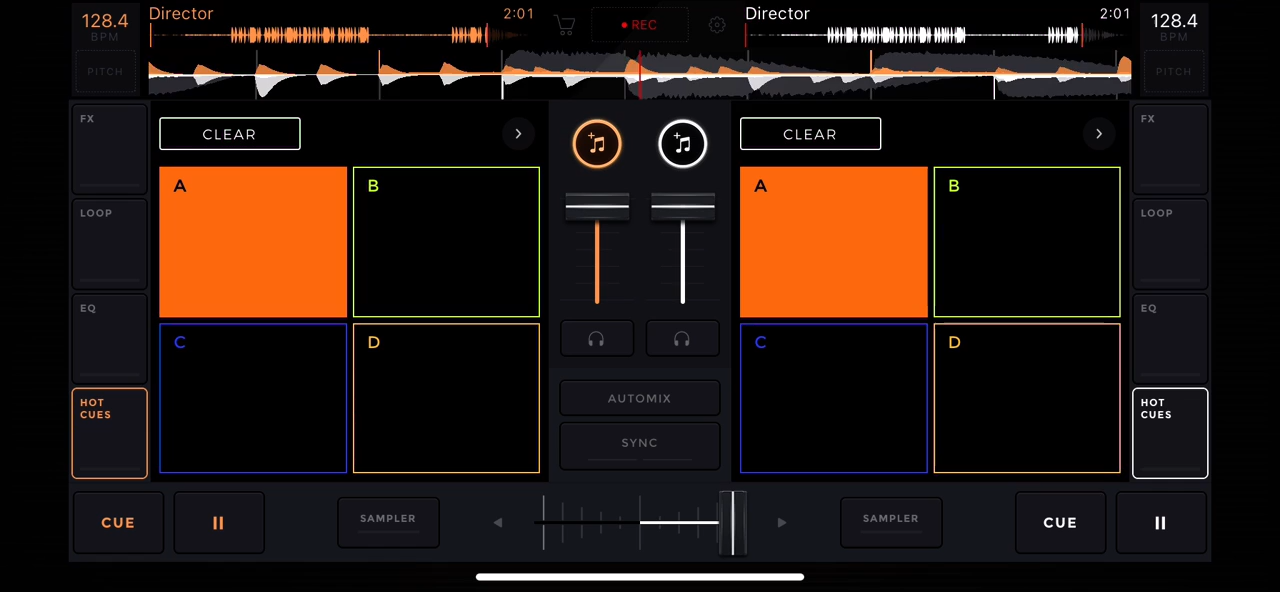 128.4
BPM
PITCH
Director
2:01
REC
Director
2:01
128.4
BPM
PITCH
FX
LOOP
EQ
HOT
CUES
CLEAR
A
B
C
D
AUTOMIX
SYNC
CLEAR
A
B
C
D
FX
LOOP
EQ
HOT
CUES
CUE
SAMPLER
SAMPLER
CUE